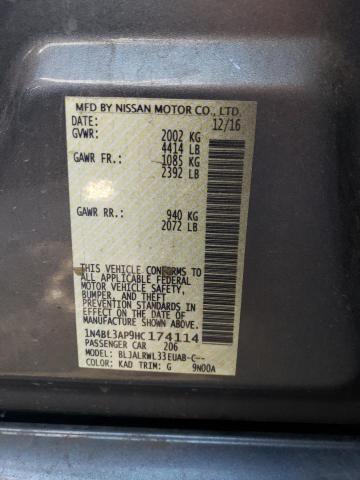 MFD BY NISSAN MOTOR CO., LTD.
DATE: 12/16
GVWR: 2002 KG
4414 LB
GAWR FR.: 1085 KG
2392 LB
GAWR RR.: 940 KG
2072 LB
THIS VEHICLE CONFORMS TO
ALL APPLICABLE FEDERAL
MOTOR VEHICLE SAFETY,
BUMPER, AND THEFT
PREVENTION STANDARDS IN
EFFECT ON THE DATE OF
MANUFACTURE SHOWN ABOVE.
1N4BL3AP9HC174114
PASSENGER CAR 206
MODEL: BLJALRWL33EUAB-C--
COLOR: KAD TRIM: G 9N00A